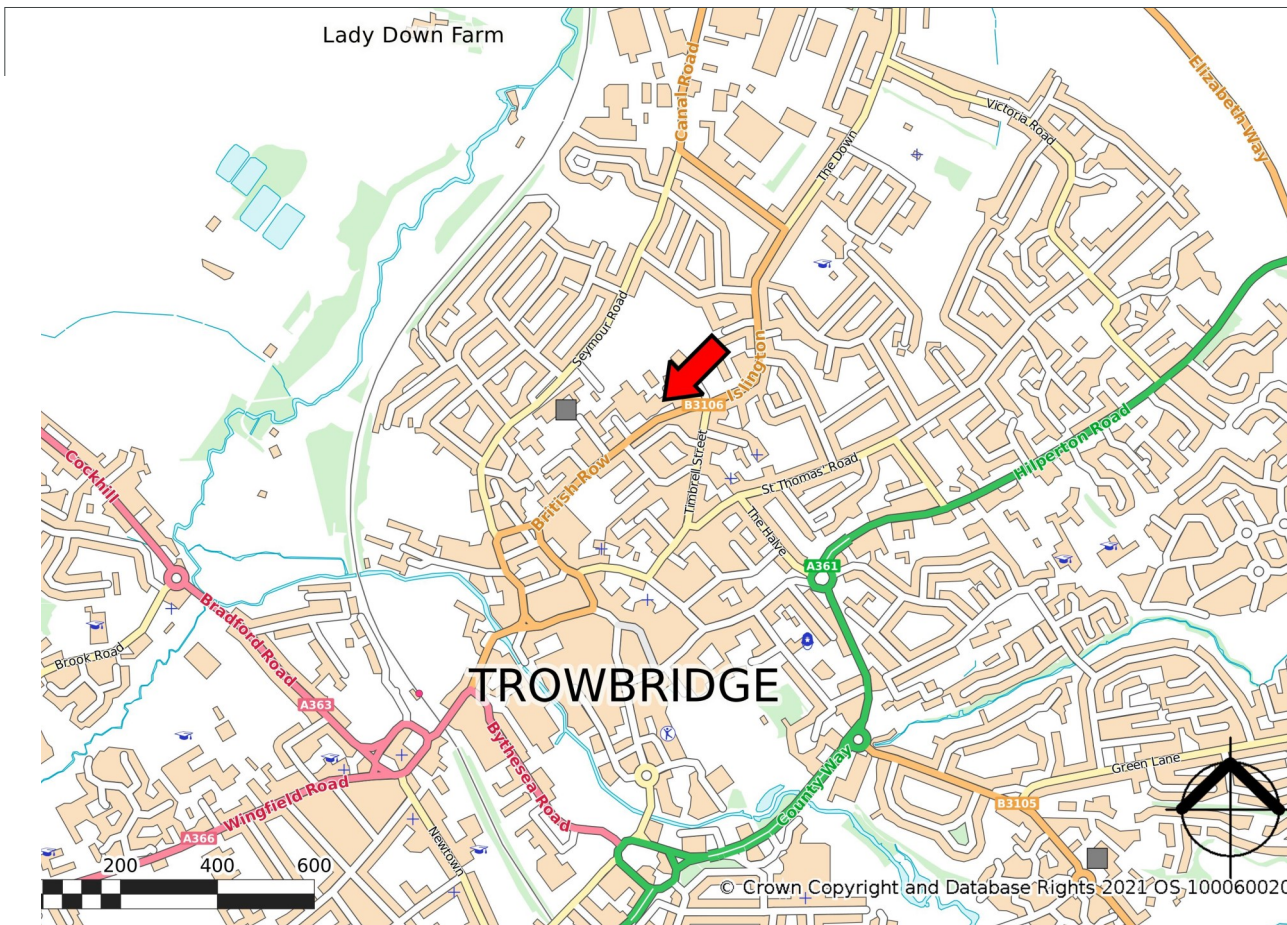 Lady Down Farm
Canal Road
Elizabeth Way
Victoria Road
The Down
Seymour Road
Islington
B3106
Hilperton Road
Cockhill
British Row
Timbrell Street
St Thomas' Road
The Halve
A361
Bradford Road
Brook Road
TROWBRIDGE
A363
Bythesea Road
County Way
Green Lane
Wingfield Road
B3105
A366
Newtown
200 400 600
© Crown Copyright and Database Rights 2021 OS 100060020